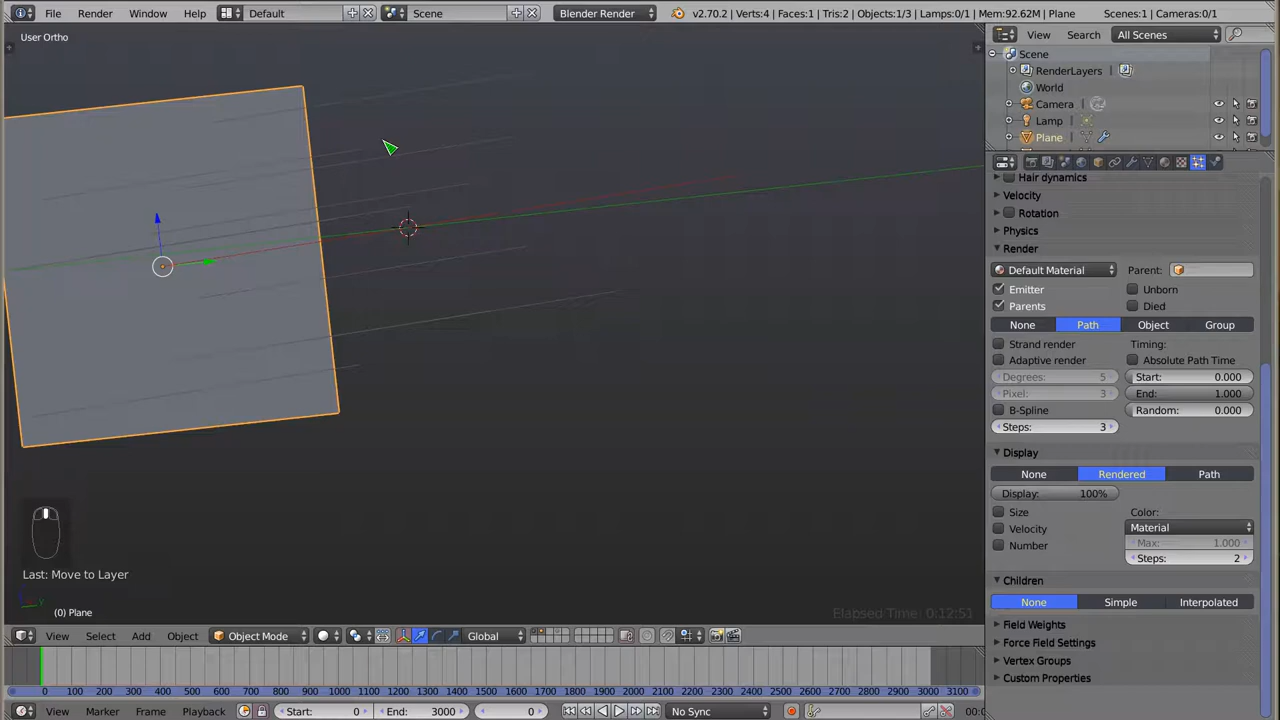 File Render Window Help Default Scene Blender Render v2.70.2 | Verts:4 | Faces:1 | Tris:2 | Objects:1/3 | Lamps:0/1 | Mem:92.62M | Plane Scenes:1 | Cameras:0/1
User Ortho
View Search All Scenes
Scene
RenderLayers
World
Camera
Lamp
Plane
Hair dynamics
Velocity
Rotation
Physics
Render
Default Material Parent:
Emitter Unborn
Parents Died
None Path Object Group
Strand render Timing:
Adaptive render Absolute Path Time
Degrees: 5 Start: 0.000
Pixel: 3 End: 1.000
B-Spline Random: 0.000
Steps: 3
Display
None Rendered Path
Display: 100%
Size Color:
Velocity Material
Number Max: 1.000
Steps: 2
Children
None Simple Interpolated
Field Weights
Force Field Settings
Vertex Groups
Custom Properties
Last: Move to Layer
(0) Plane
Elapsed Time: 0:12:51
View Select Add Object Object Mode Global
0 100 200 300 400 500 600 700 800 900 1000 1100 1200 1300 1400 1500 1600 1700 1800 1900 2000 2100 2200 2300 2400 2500 2600 2700 2800 2900 3000 3100
View Marker Frame Playback Start: 0 End: 3000 0 No Sync